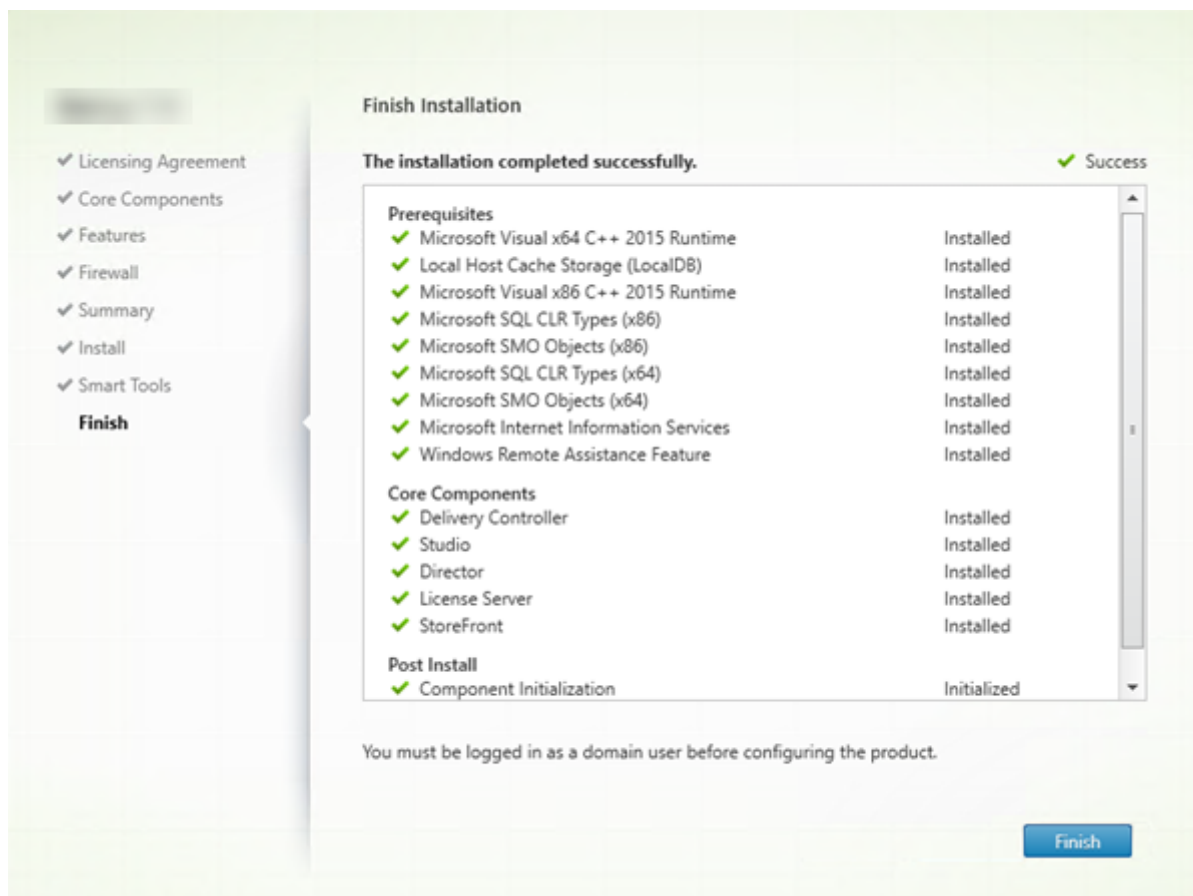 Licensing Agreement
Core Components
Features
Firewall
Summary
Install
Smart Tools
Finish
Finish Installation
The installation completed successfully. Success
Prerequisites
Microsoft Visual x64 C++ 2015 Runtime Installed
Local Host Cache Storage (LocalDB) Installed
Microsoft Visual x86 C++ 2015 Runtime Installed
Microsoft SQL CLR Types (x86) Installed
Microsoft SMO Objects (x86) Installed
Microsoft SQL CLR Types (x64) Installed
Microsoft SMO Objects (x64) Installed
Microsoft Internet Information Services Installed
Windows Remote Assistance Feature Installed
Core Components
Delivery Controller Installed
Studio Installed
Director Installed
License Server Installed
StoreFront Installed
Post Install
Component Initialization Initialized
You must be logged in as a domain user before configuring the product.
Finish